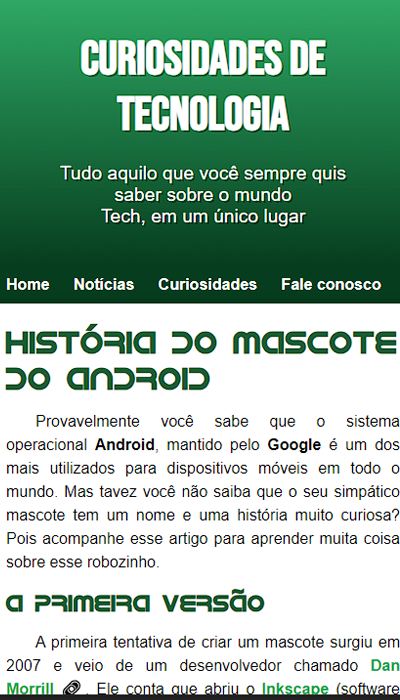 CURIOSIDADES DE
TECNOLOGIA
Tudo aquilo que você sempre quis
saber sobre o mundo
Tech, em um único lugar
Home Notícias Curiosidades Fale conosco
HISTÓRIA DO MASCOTE
DO ANDROID
Provavelmente você sabe que o sistema
operacional Android, mantido pelo Google é um dos
mais utilizados para dispositivos móveis em todo o
mundo. Mas tavez você não saiba que o seu simpático
mascote tem um nome e uma história muito curiosa?
Pois acompanhe esse artigo para aprender muita coisa
sobre esse robozinho.
A PRIMEIRA VERSÃO
A primeira tentativa de criar um mascote surgiu em
2007 e veio de um desenvolvedor chamado Dan
Morrill . Ele conta que abriu o Inkscape (software